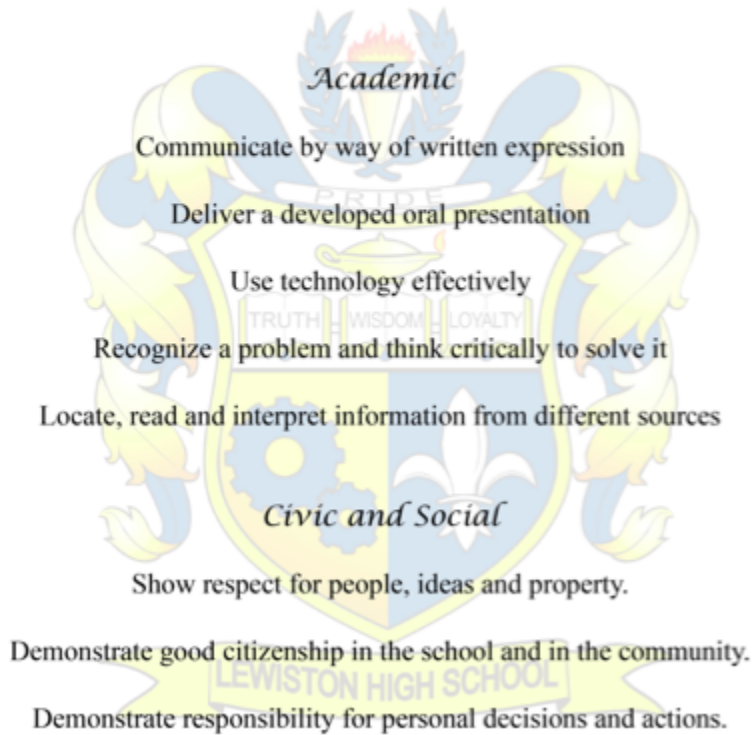 Academic
Communicate by way of written expression
PRIDE
Deliver a developed oral presentation
Use technology effectively
TRUTH WISDOM LOYALTY
Recognize a problem and think critically to solve it
Locate, read and interpret information from different sources
Civic and Social
Show respect for people, ideas and property.
Demonstrate good citizenship in the school and in the community.
LEWISTON HIGH SCHOOL
Demonstrate responsibility for personal decisions and actions.